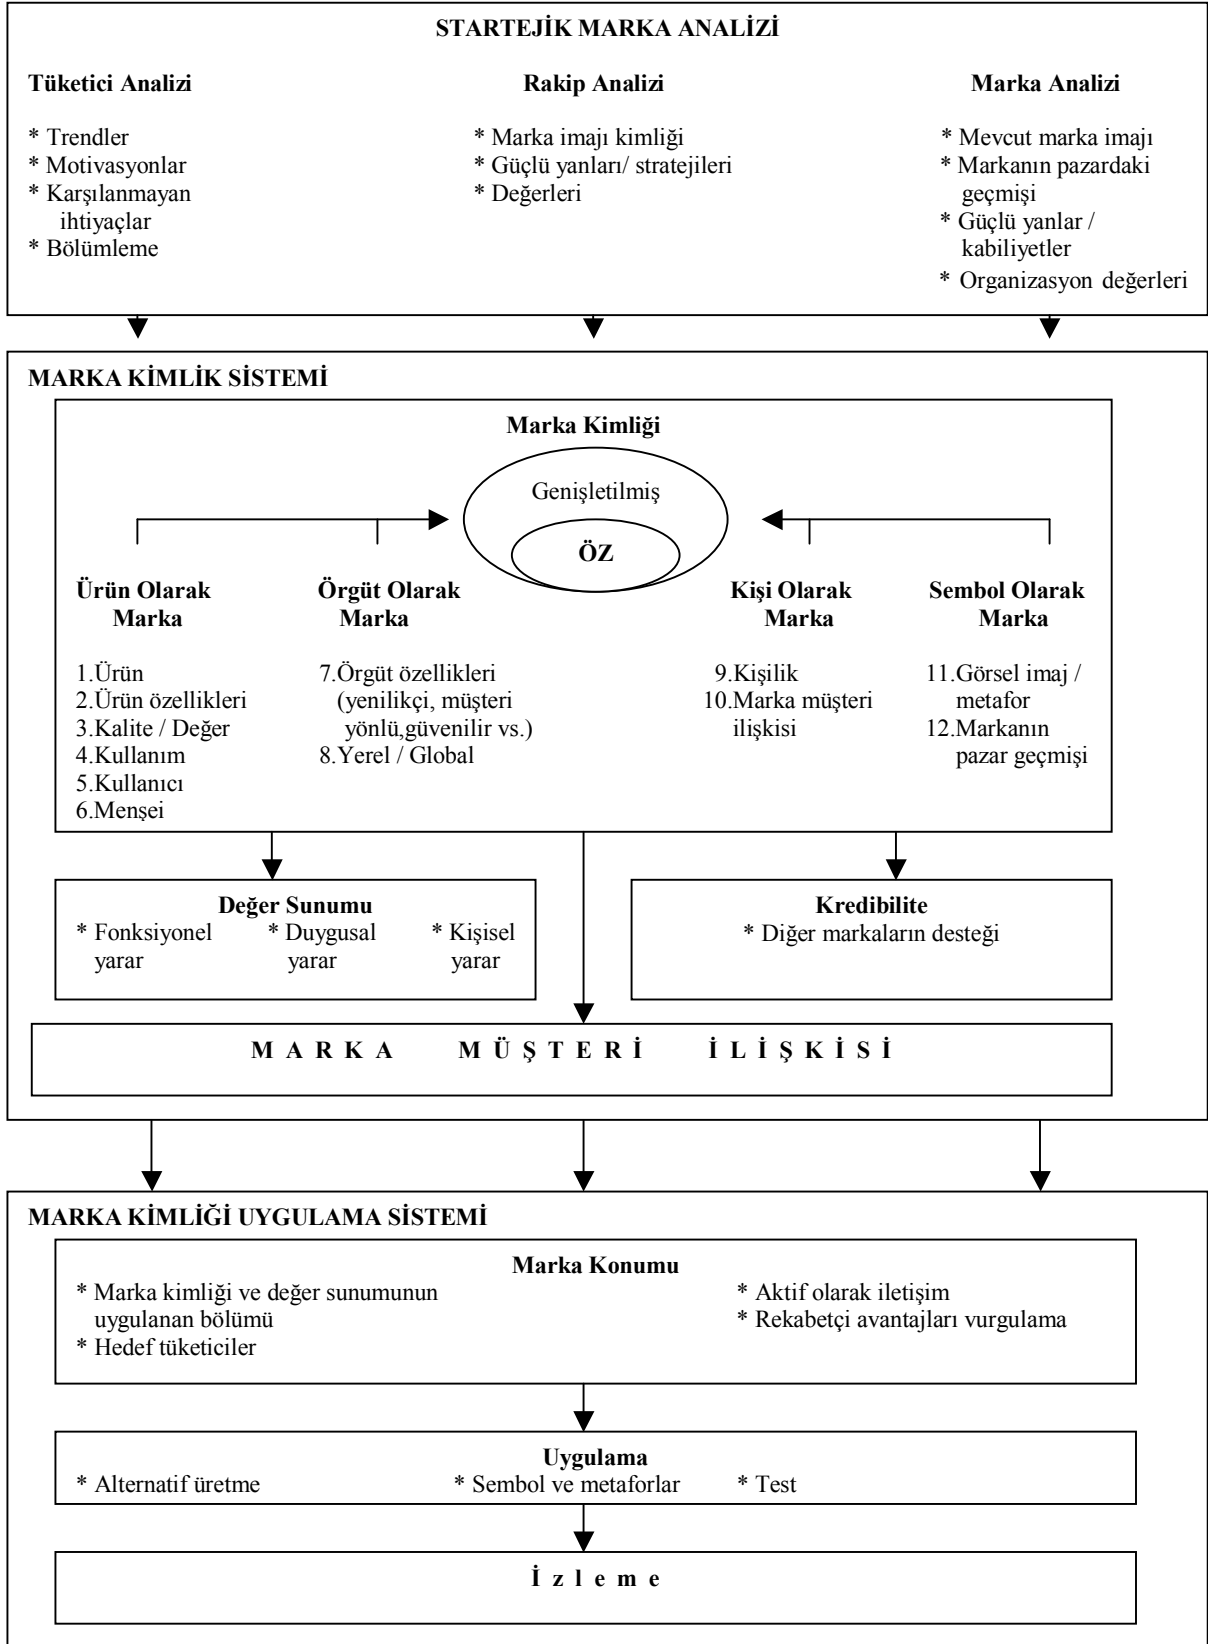 STARTEJİK MARKA ANALİZİ
Tüketici Analizi
* Trendler
* Motivasyonlar
* Karşılanmayan
ihtiyaçlar
* Bölümleme
Rakip Analizi
* Marka imajı kimliği
* Güçlü yanları/ stratejileri
* Değerleri
Marka Analizi
* Mevcut marka imajı
* Markanın pazardaki
geçmişi
* Güçlü yanlar /
kabiliyetler
* Organizasyon değerleri
MARKA KİMLİK SİSTEMİ
Marka Kimliği
Genişletilmiş
ÖZ
Ürün Olarak
Marka
1.Ürün
2.Ürün özellikleri
3.Kalite / Değer
4.Kullanım
5.Kullanıcı
6.Menşei
Örgüt Olarak
Marka
7.Örgüt özellikleri
(yenilikçi, müşteri
yönlü,güvenilir vs.)
8.Yerel / Global
Kişi Olarak
Marka
9.Kişilik
10.Marka müşteri
ilişkisi
Sembol Olarak
Marka
11.Görsel imaj /
metafor
12.Markanın
pazar geçmişi
Değer Sunumu
* Fonksiyonel
yarar
* Duygusal
yarar
* Kişisel
yarar
Kredibilite
* Diğer markaların desteği
M A R K A M Ü Ş T E R İ İ L İ Ş K İ S İ
MARKA KİMLİĞİ UYGULAMA SİSTEMİ
Marka Konumu
* Marka kimliği ve değer sunumunun
uygulanan bölümü
* Hedef tüketiciler
* Aktif olarak iletişim
* Rekabetçi avantajları vurgulama
Uygulama
* Alternatif üretme * Sembol ve metaforlar * Test
İ z l e m e